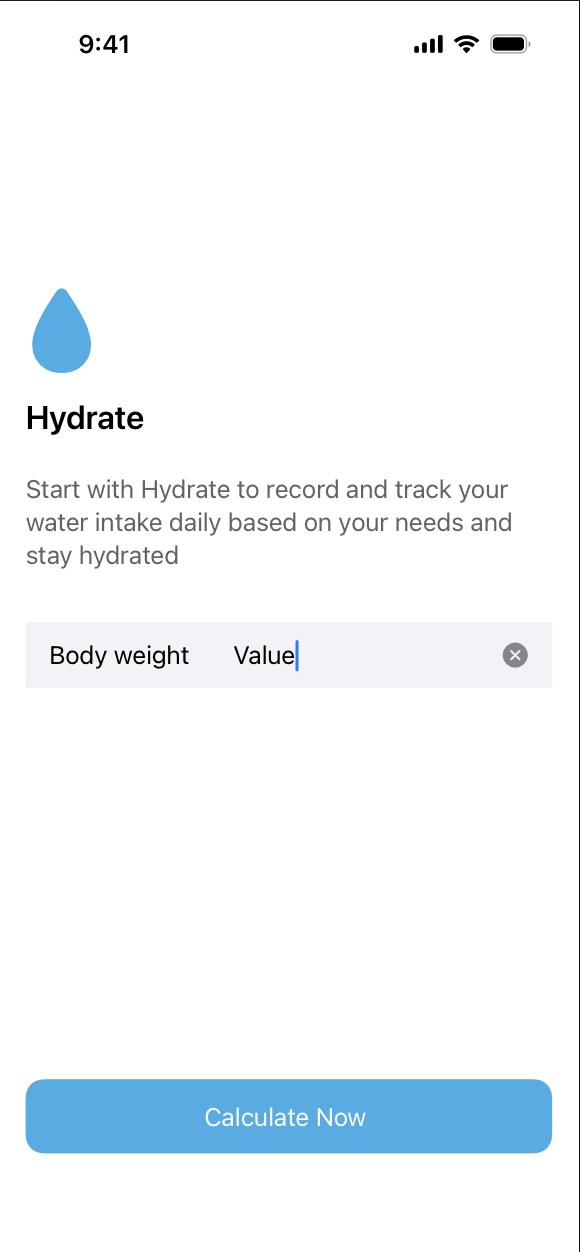 9:41
Hydrate
Start with Hydrate to record and track your
water intake daily based on your needs and
stay hydrated
Body weight Value
Calculate Now